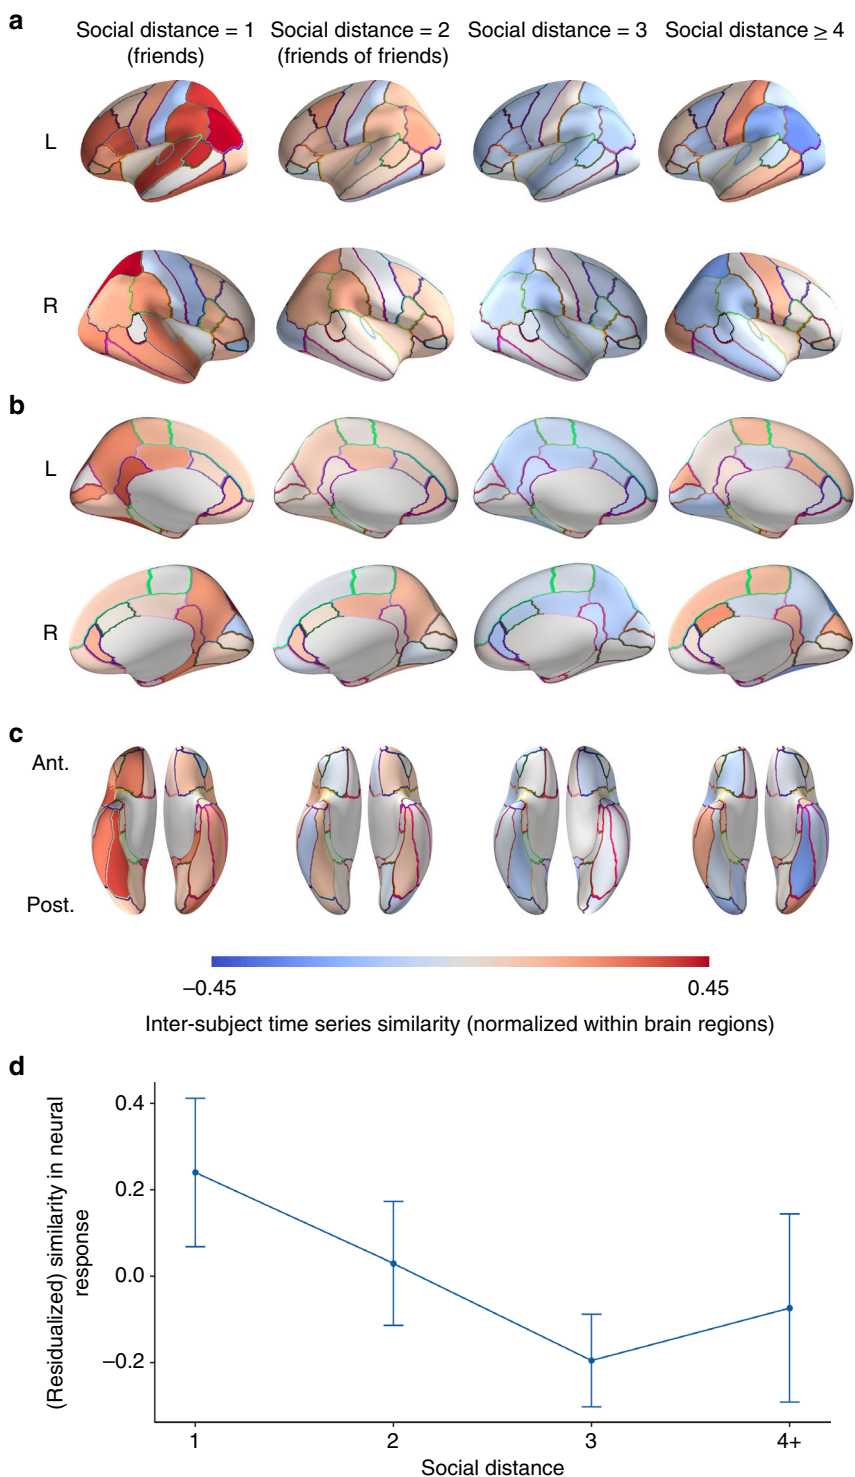 a
Social distance = 1
(friends)
Social distance = 2
(friends of friends)
Social distance = 3
Social distance ≥ 4
L
R
b
L
R
c
Ant.
Post.
–0.45
0.45
Inter-subject time series similarity (normalized within brain regions)
d
(Residualized) similarity in neural
response
0.4
0.2
0.0
–0.2
1
2
3
4+
Social distance